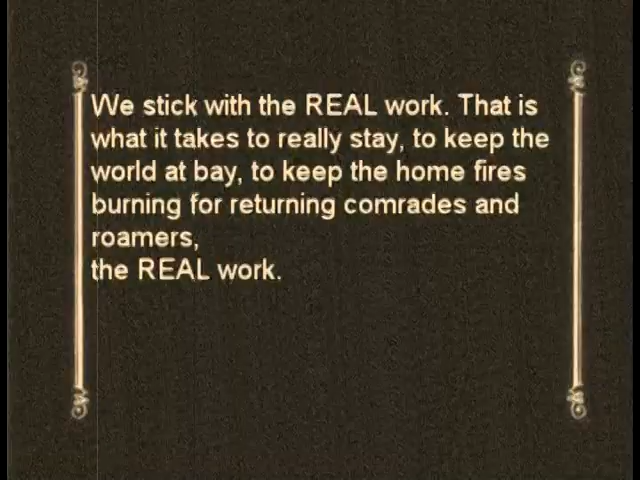 We stick with the REAL work. That is
what it takes to really stay, to keep the
world at bay, to keep the home fires
burning for returning comrades and
roamers,
the REAL work.